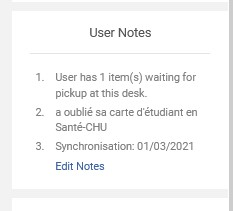 User Notes
1. User has 1 item(s) waiting for
pickup at this desk.
2. a oublié sa carte d'étudiant en
Santé-CHU
3. Synchronisation: 01/03/2021
Edit Notes